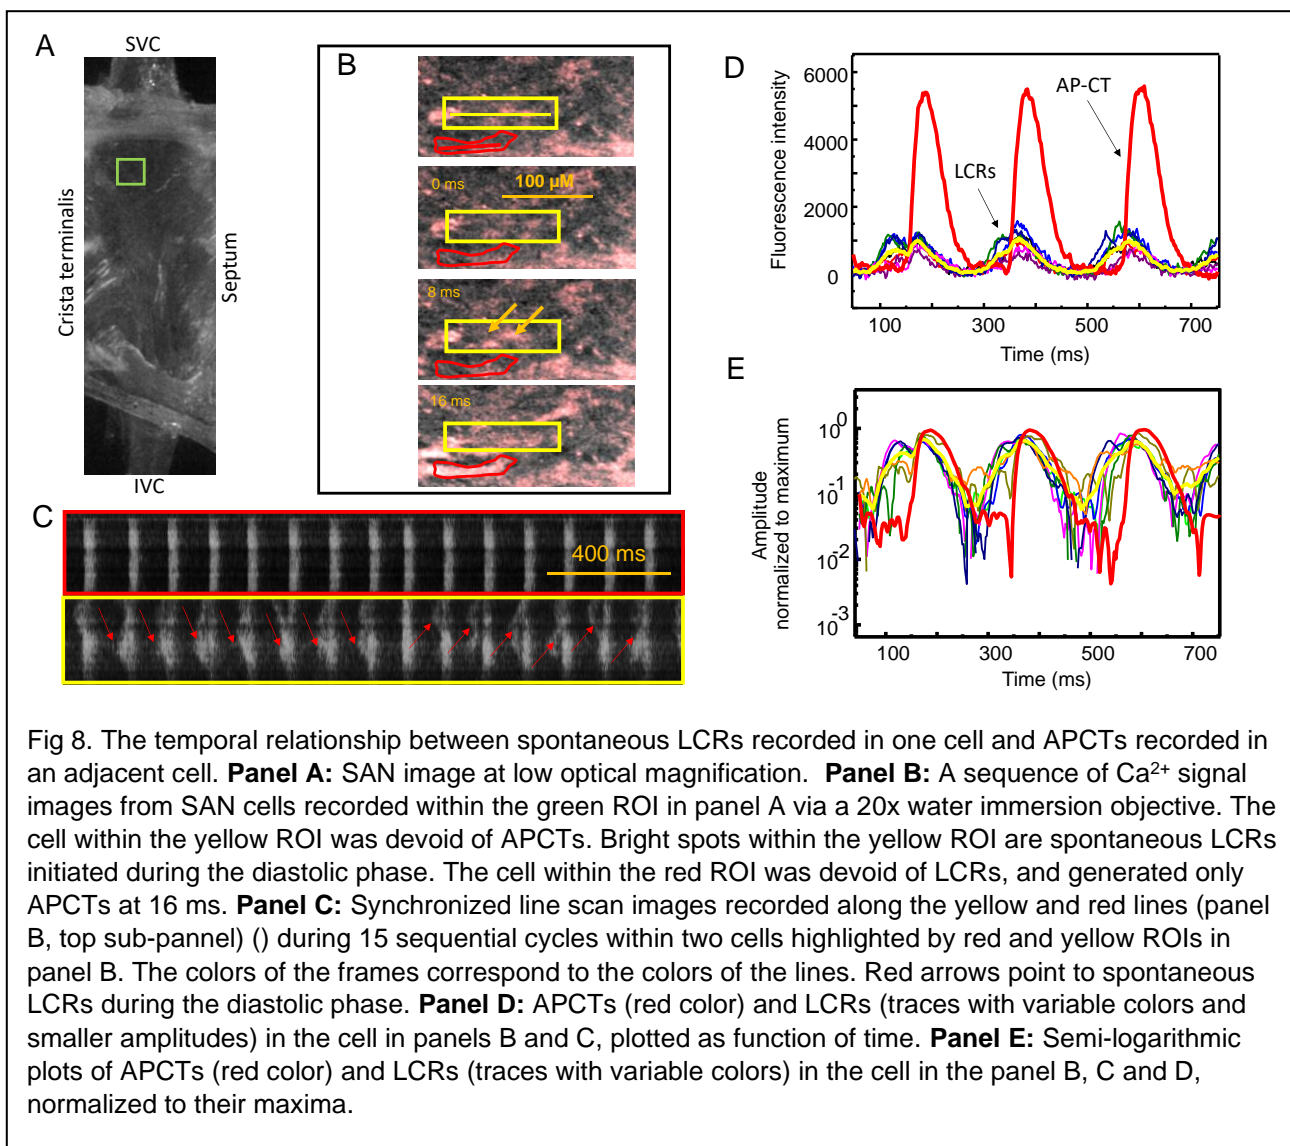 A
SVC
Crista terminalis
Septum
IVC
B
0 ms
100 µM
8 ms
16 ms
C
400 ms
D
Fluorescence intensity
6000
4000
2000
0
AP-CT
LCRs
100 300 500 700
Time (ms)
E
Amplitude
normalized to maximum
10⁰
10⁻¹
10⁻²
10⁻³
100 300 500 700
Time (ms)
Fig 8. The temporal relationship between spontaneous LCRs recorded in one cell and APCTs recorded in
an adjacent cell. Panel A: SAN image at low optical magnification. Panel B: A sequence of Ca²⁺ signal
images from SAN cells recorded within the green ROI in panel A via a 20x water immersion objective. The
cell within the yellow ROI was devoid of APCTs. Bright spots within the yellow ROI are spontaneous LCRs
initiated during the diastolic phase. The cell within the red ROI was devoid of LCRs, and generated only
APCTs at 16 ms. Panel C: Synchronized line scan images recorded along the yellow and red lines (panel
B, top sub-pannel) () during 15 sequential cycles within two cells highlighted by red and yellow ROIs in
panel B. The colors of the frames correspond to the colors of the lines. Red arrows point to spontaneous
LCRs during the diastolic phase. Panel D: APCTs (red color) and LCRs (traces with variable colors and
smaller amplitudes) in the cell in panels B and C, plotted as function of time. Panel E: Semi-logarithmic
plots of APCTs (red color) and LCRs (traces with variable colors) in the cell in the panel B, C and D,
normalized to their maxima.